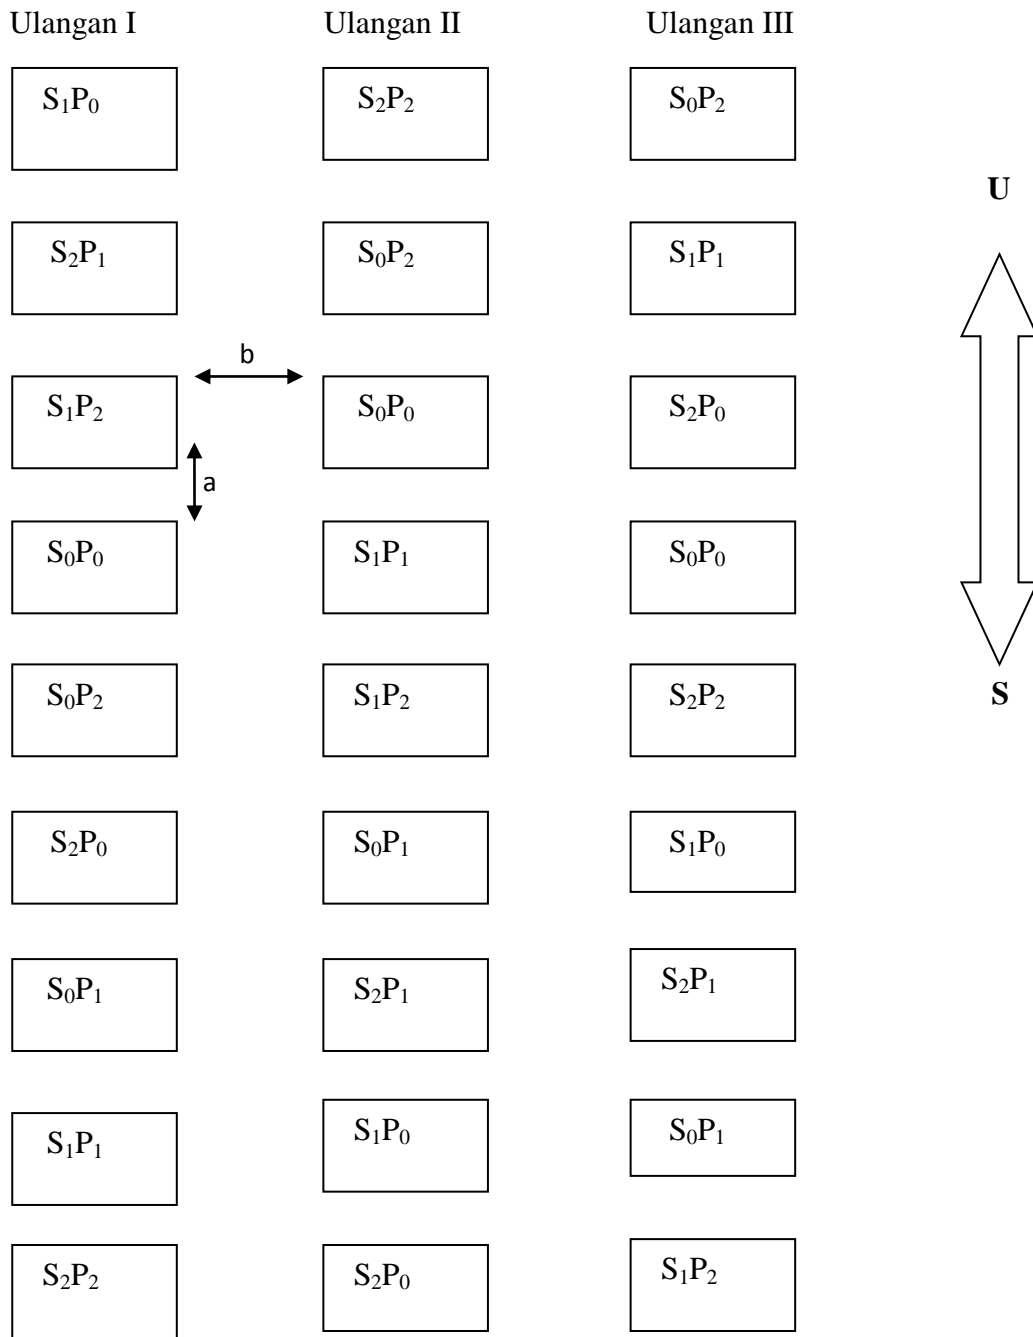 Ulangan I Ulangan II Ulangan III
S₁P₀ S₂P₂ S₀P₂
U
S₂P₁ S₀P₂ S₁P₁
b
S₁P₂ S₀P₀ S₂P₀
a
S₀P₀ S₁P₁ S₀P₀
S₀P₂ S₁P₂ S₂P₂
S
S₂P₀ S₀P₁ S₁P₀
S₀P₁ S₂P₁ S₂P₁
S₁P₁ S₁P₀ S₀P₁
S₂P₂ S₂P₀ S₁P₂